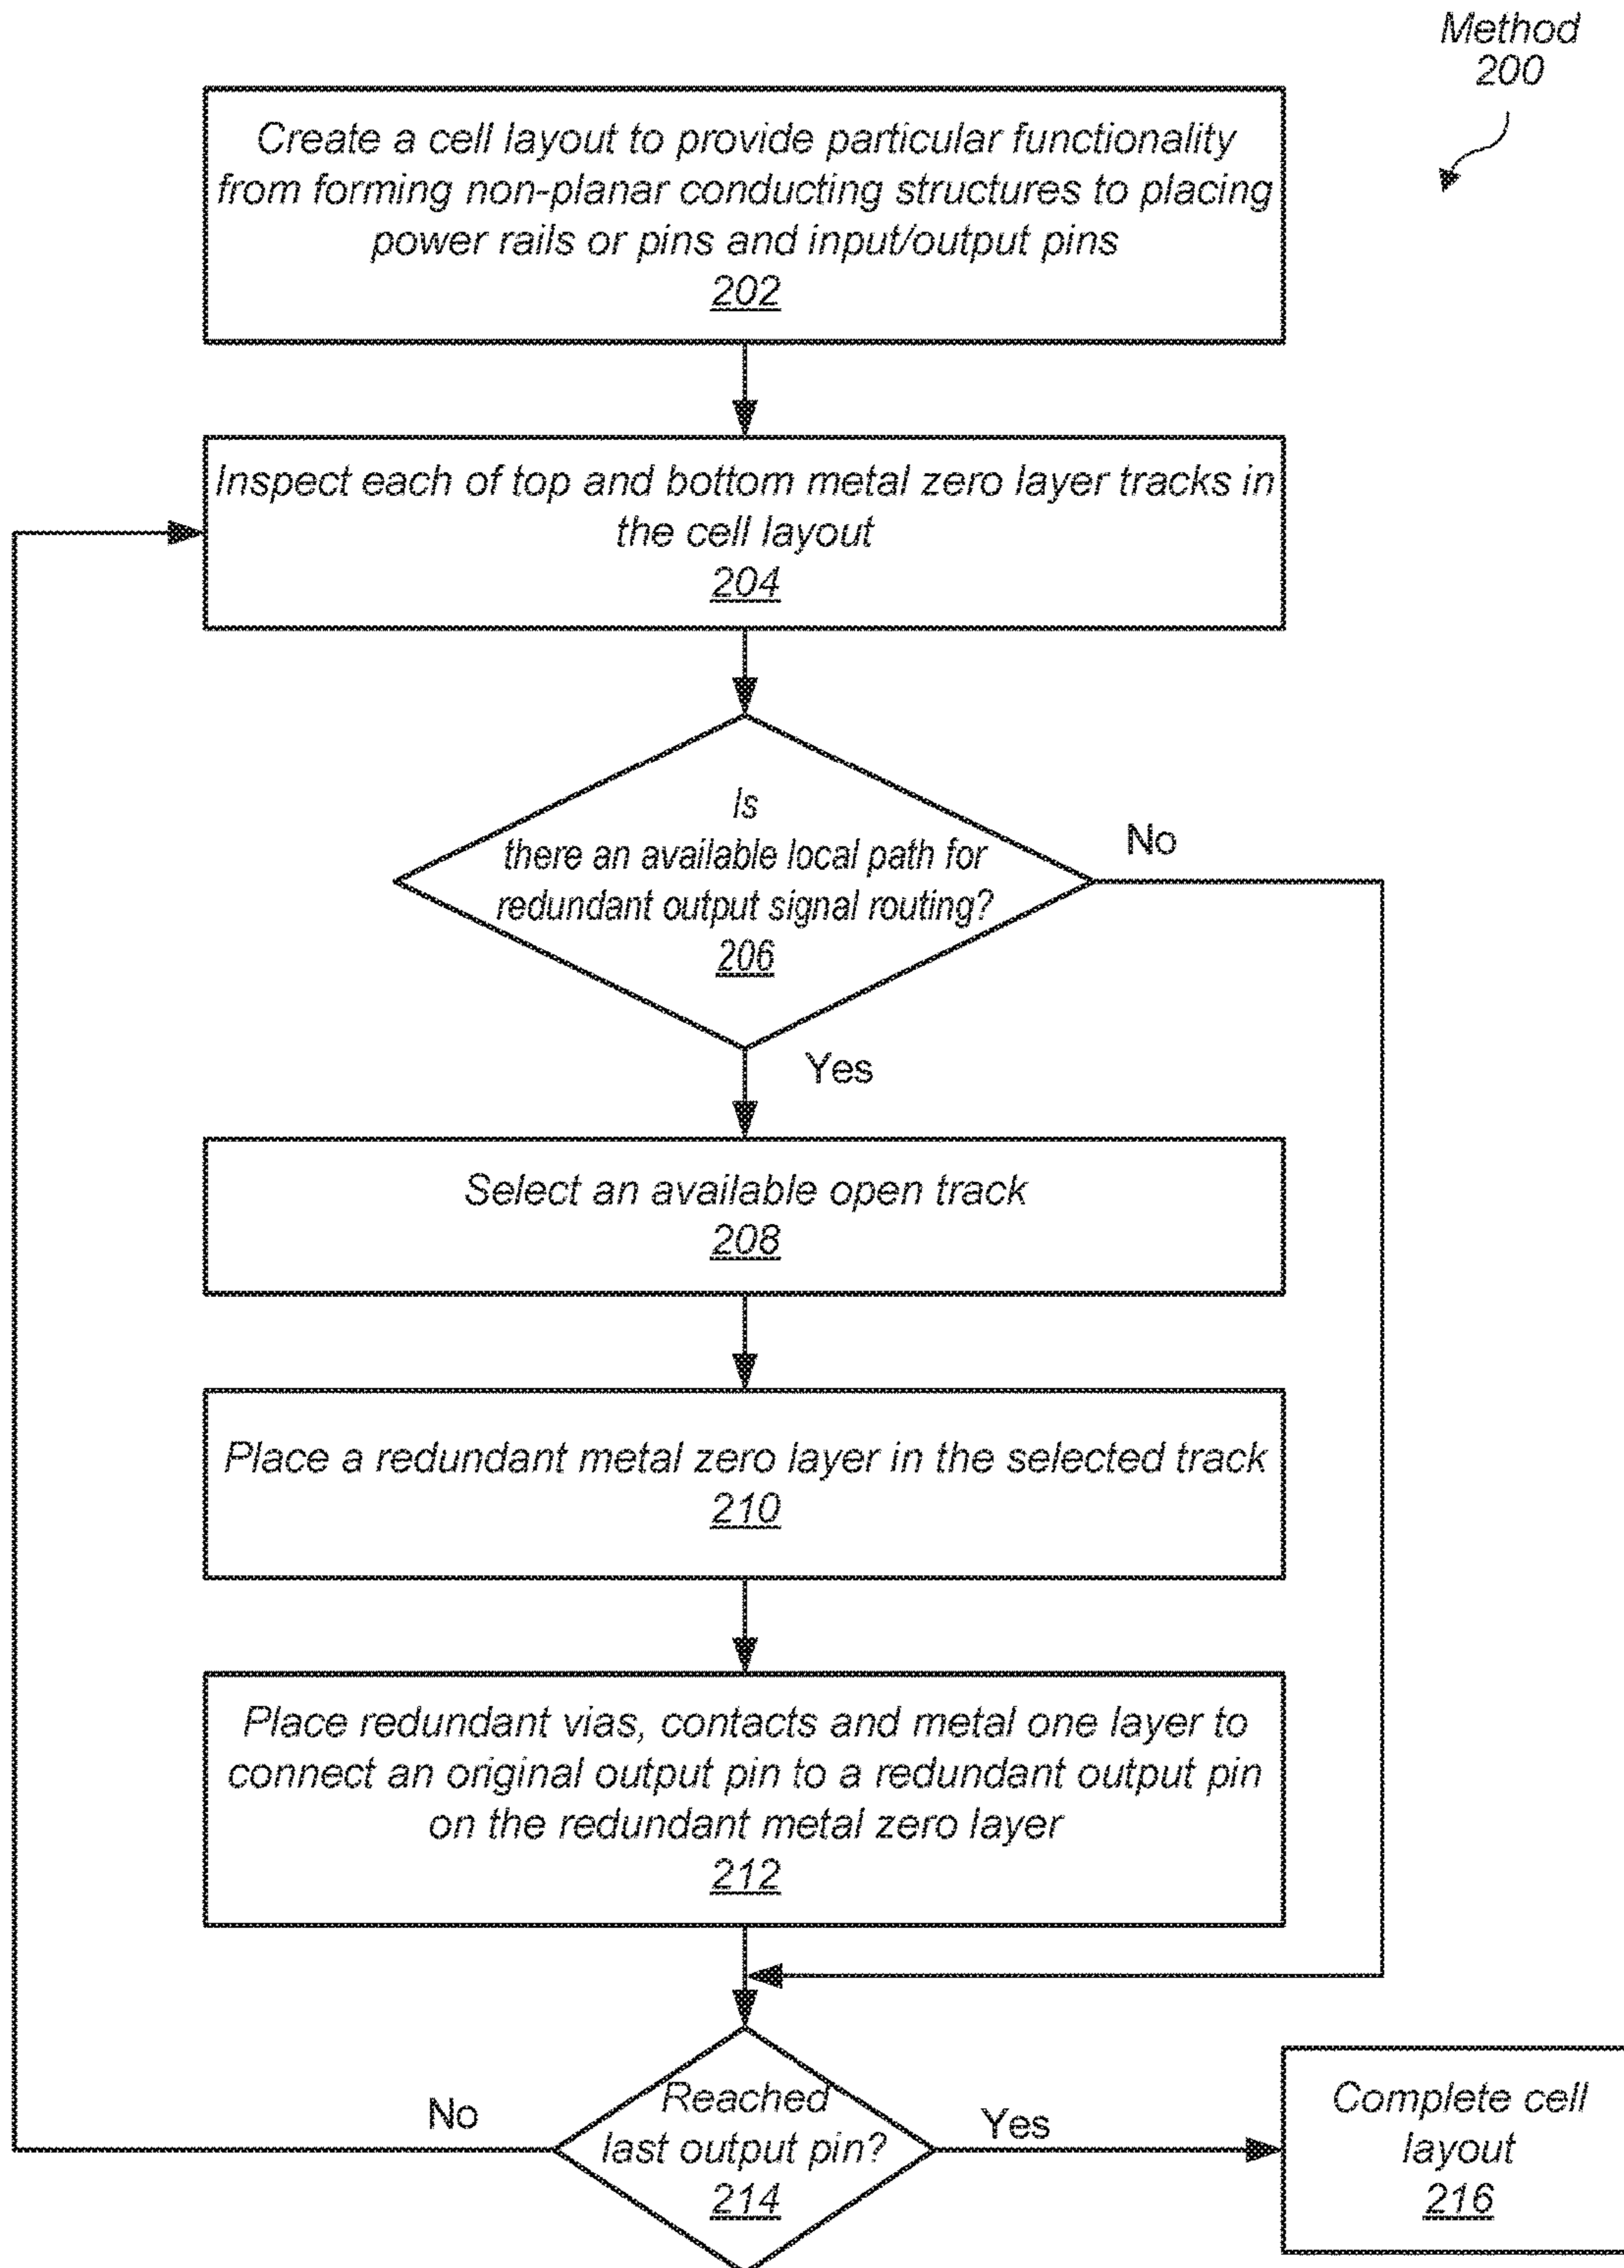 Method
200
Create a cell layout to provide particular functionality
from forming non-planar conducting structures to placing
power rails or pins and input/output pins
202
Inspect each of top and bottom metal zero layer tracks in
the cell layout
204
Is
there an available local path for
redundant output signal routing?
206
No
Yes
Select an available open track
208
Place a redundant metal zero layer in the selected track
210
Place redundant vias, contacts and metal one layer to
connect an original output pin to a redundant output pin
on the redundant metal zero layer
212
Reached
last output pin?
214
No
Yes
Complete cell
layout
216